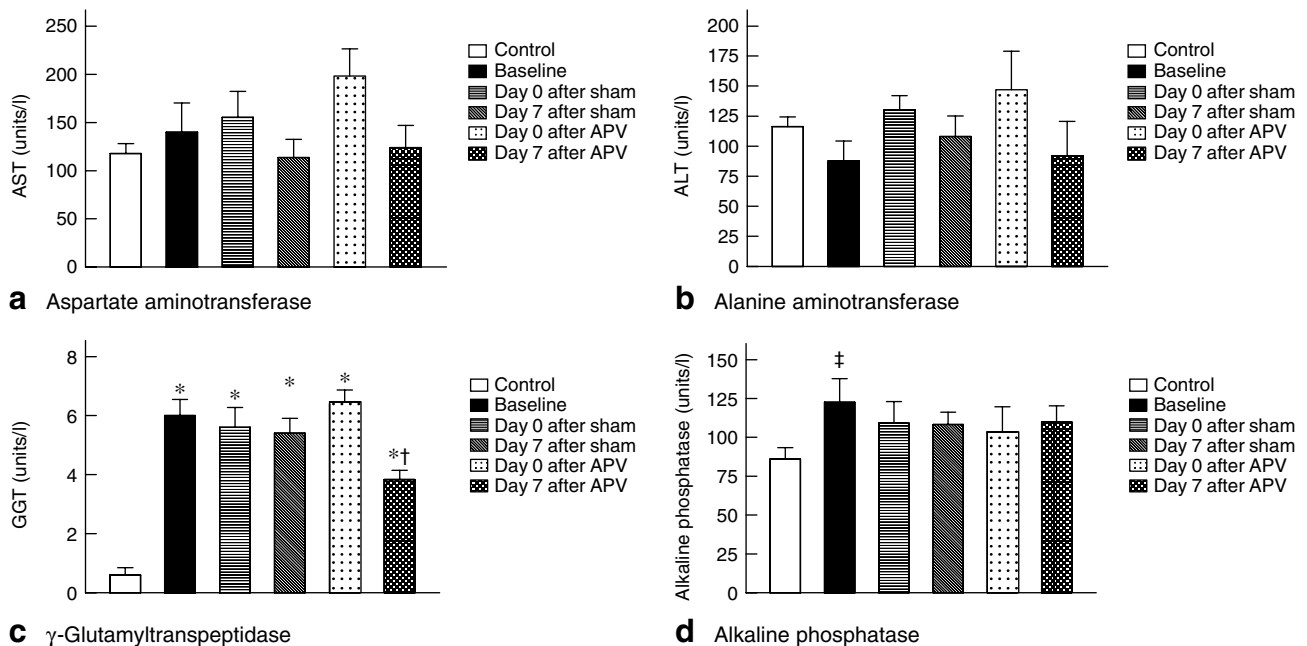 250
200
150
100
50
0
AST (units/l)
Control
Baseline
Day 0 after sham
Day 7 after sham
Day 0 after APV
Day 7 after APV
a Aspartate aminotransferase
200
175
150
125
100
75
50
25
0
ALT (units/l)
Control
Baseline
Day 0 after sham
Day 7 after sham
Day 0 after APV
Day 7 after APV
b Alanine aminotransferase
8
6
4
2
0
GGT (units/l)
* * * * *†
Control
Baseline
Day 0 after sham
Day 7 after sham
Day 0 after APV
Day 7 after APV
c γ-Glutamyltranspeptidase
150
125
100
75
50
25
0
Alkaline phosphatase (units/l)
‡
Control
Baseline
Day 0 after sham
Day 7 after sham
Day 0 after APV
Day 7 after APV
d Alkaline phosphatase